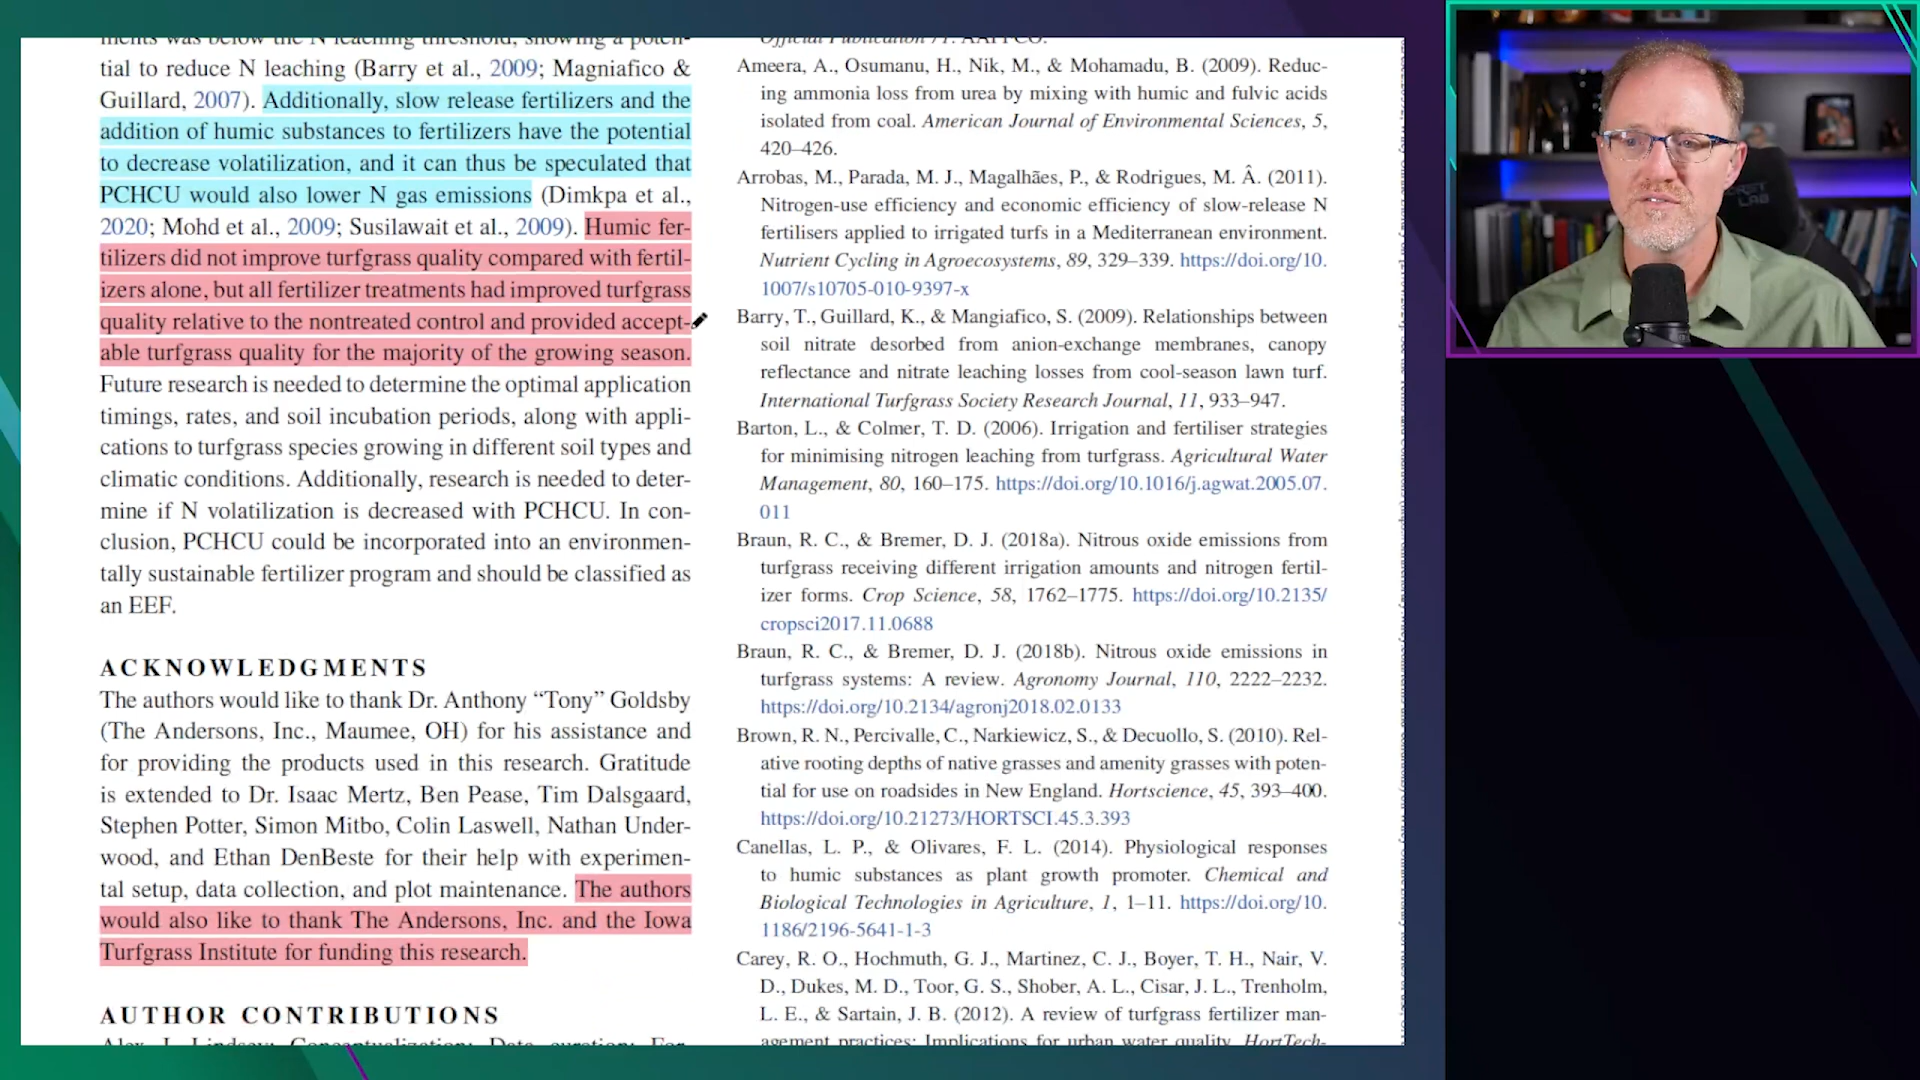 ments was below the N leaching threshold, showing a poten-
tial to reduce N leaching (Barry et al., 2009; Magniafico &
Guillard, 2007). Additionally, slow release fertilizers and the
addition of humic substances to fertilizers have the potential
to decrease volatilization, and it can thus be speculated that
PCHCU would also lower N gas emissions (Dimkpa et al.,
2020; Mohd et al., 2009; Susilawait et al., 2009). Humic fer-
tilizers did not improve turfgrass quality compared with fertil-
izers alone, but all fertilizer treatments had improved turfgrass
quality relative to the nontreated control and provided accept-
able turfgrass quality for the majority of the growing season.
Future research is needed to determine the optimal application
timings, rates, and soil incubation periods, along with appli-
cations to turfgrass species growing in different soil types and
climatic conditions. Additionally, research is needed to deter-
mine if N volatilization is decreased with PCHCU. In con-
clusion, PCHCU could be incorporated into an environmen-
tally sustainable fertilizer program and should be classified as
an EEF.
ACKNOWLEDGMENTS
The authors would like to thank Dr. Anthony “Tony” Goldsby
(The Andersons, Inc., Maumee, OH) for his assistance and
for providing the products used in this research. Gratitude
is extended to Dr. Isaac Mertz, Ben Pease, Tim Dalsgaard,
Stephen Potter, Simon Mitbo, Colin Laswell, Nathan Under-
wood, and Ethan DenBeste for their help with experimen-
tal setup, data collection, and plot maintenance. The authors
would also like to thank The Andersons, Inc. and the Iowa
Turfgrass Institute for funding this research.
AUTHOR CONTRIBUTIONS
Alex J. Lindsey: Conceptualization; Data curation; For-
Official Publication 71. AAPFCO.
Ameera, A., Osumanu, H., Nik, M., & Mohamadu, B. (2009). Reduc-
ing ammonia loss from urea by mixing with humic and fulvic acids
isolated from coal. American Journal of Environmental Sciences, 5,
420–426.
Arrobas, M., Parada, M. J., Magalhães, P., & Rodrigues, M. Â. (2011).
Nitrogen-use efficiency and economic efficiency of slow-release N
fertilisers applied to irrigated turfs in a Mediterranean environment.
Nutrient Cycling in Agroecosystems, 89, 329–339. https://doi.org/10.
1007/s10705-010-9397-x
Barry, T., Guillard, K., & Mangiafico, S. (2009). Relationships between
soil nitrate desorbed from anion-exchange membranes, canopy
reflectance and nitrate leaching losses from cool-season lawn turf.
International Turfgrass Society Research Journal, 11, 933–947.
Barton, L., & Colmer, T. D. (2006). Irrigation and fertiliser strategies
for minimising nitrogen leaching from turfgrass. Agricultural Water
Management, 80, 160–175. https://doi.org/10.1016/j.agwat.2005.07.
011
Braun, R. C., & Bremer, D. J. (2018a). Nitrous oxide emissions from
turfgrass receiving different irrigation amounts and nitrogen fertil-
izer forms. Crop Science, 58, 1762–1775. https://doi.org/10.2135/
cropsci2017.11.0688
Braun, R. C., & Bremer, D. J. (2018b). Nitrous oxide emissions in
turfgrass systems: A review. Agronomy Journal, 110, 2222–2232.
https://doi.org/10.2134/agronj2018.02.0133
Brown, R. N., Percivalle, C., Narkiewicz, S., & Decuollo, S. (2010). Rel-
ative rooting depths of native grasses and amenity grasses with poten-
tial for use on roadsides in New England. Hortscience, 45, 393–400.
https://doi.org/10.21273/HORTSCI.45.3.393
Canellas, L. P., & Olivares, F. L. (2014). Physiological responses
to humic substances as plant growth promoter. Chemical and
Biological Technologies in Agriculture, 1, 1–11. https://doi.org/10.
1186/2196-5641-1-3
Carey, R. O., Hochmuth, G. J., Martinez, C. J., Boyer, T. H., Nair, V.
D., Dukes, M. D., Toor, G. S., Shober, A. L., Cisar, J. L., Trenholm,
L. E., & Sartain, J. B. (2012). A review of turfgrass fertilizer man-
agement practices: Implications for urban water quality. HortTech-